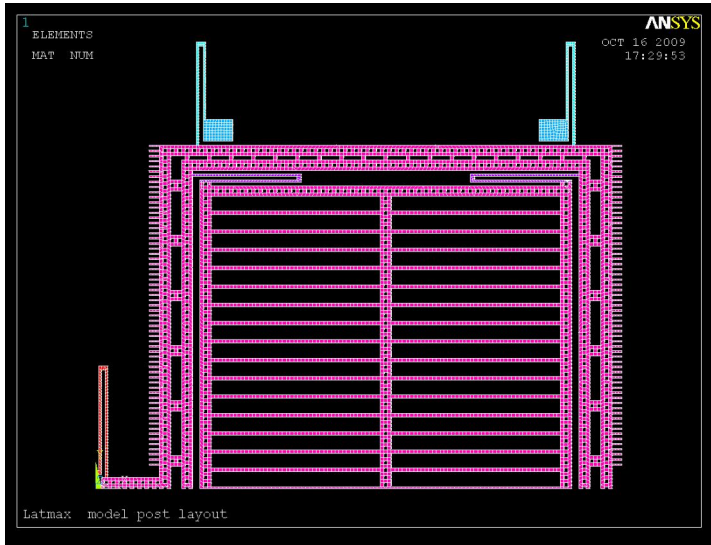 1
ELEMENTS
MAT NUM
ANSYS
OCT 16 2009
17:29:53
Latmax model post layout